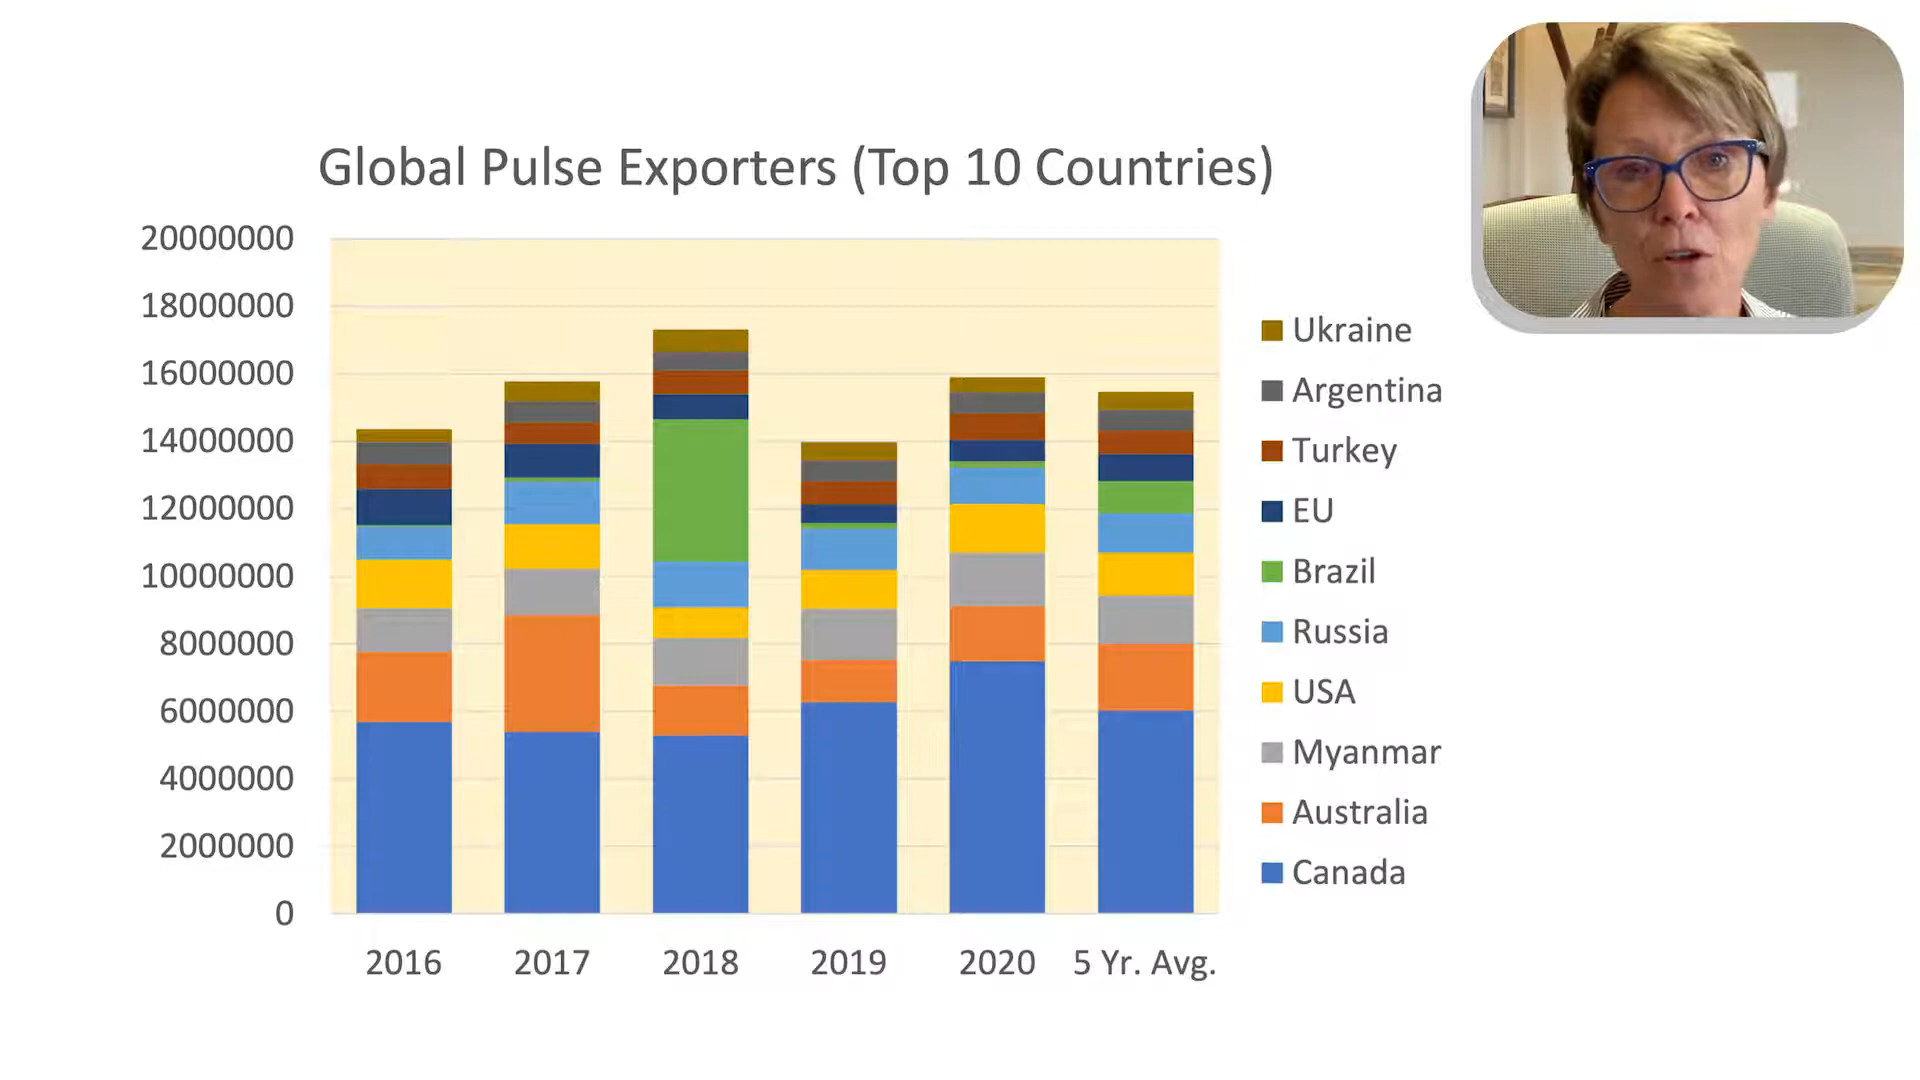 Global Pulse Exporters (Top 10 Countries)
20000000
18000000
16000000
14000000
12000000
10000000
8000000
6000000
4000000
2000000
0
2016
2017
2018
2019
2020
5 Yr. Avg.
Ukraine
Argentina
Turkey
EU
Brazil
Russia
USA
Myanmar
Australia
Canada